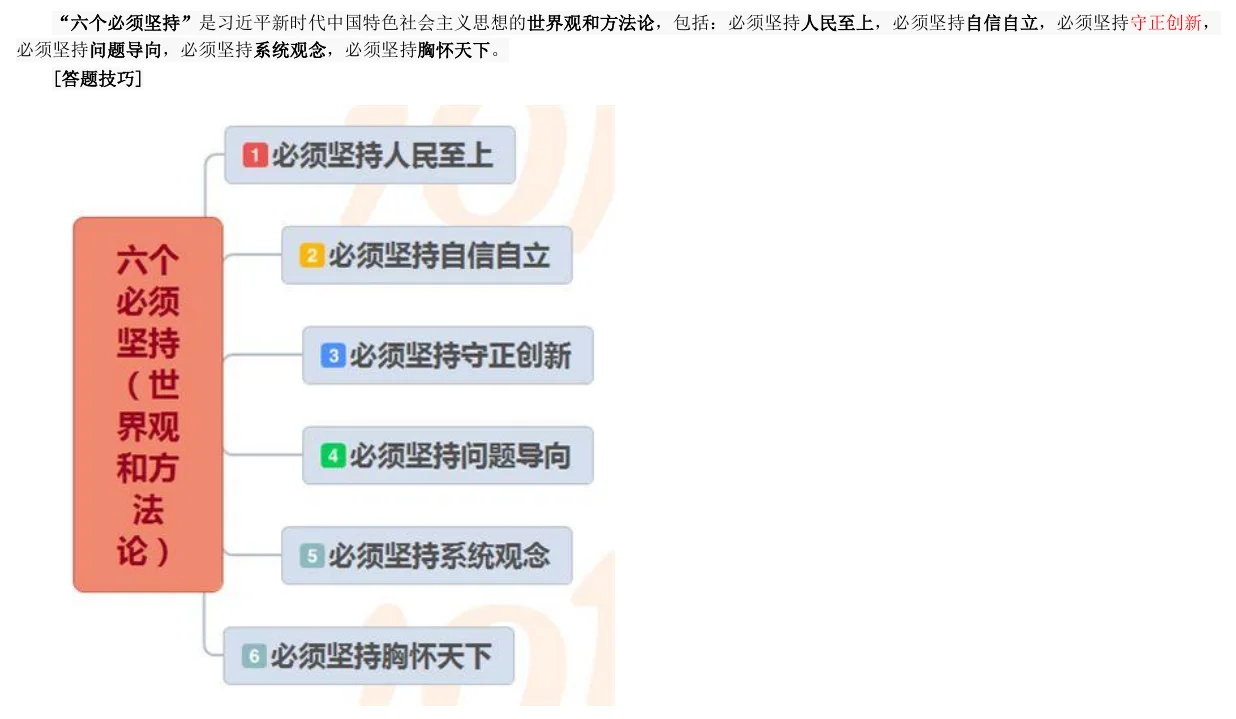 “六个必须坚持”是习近平新时代中国特色社会主义思想的世界观和方法论，包括：必须坚持人民至上，必须坚持自信自立，必须坚持守正创新，
必须坚持问题导向，必须坚持系统观念，必须坚持胸怀天下。
[答题技巧]
六个
必须
坚持
（世
界观
和方
法
论）
1 必须坚持人民至上
2 必须坚持自信自立
3 必须坚持守正创新
4 必须坚持问题导向
5 必须坚持系统观念
6 必须坚持胸怀天下